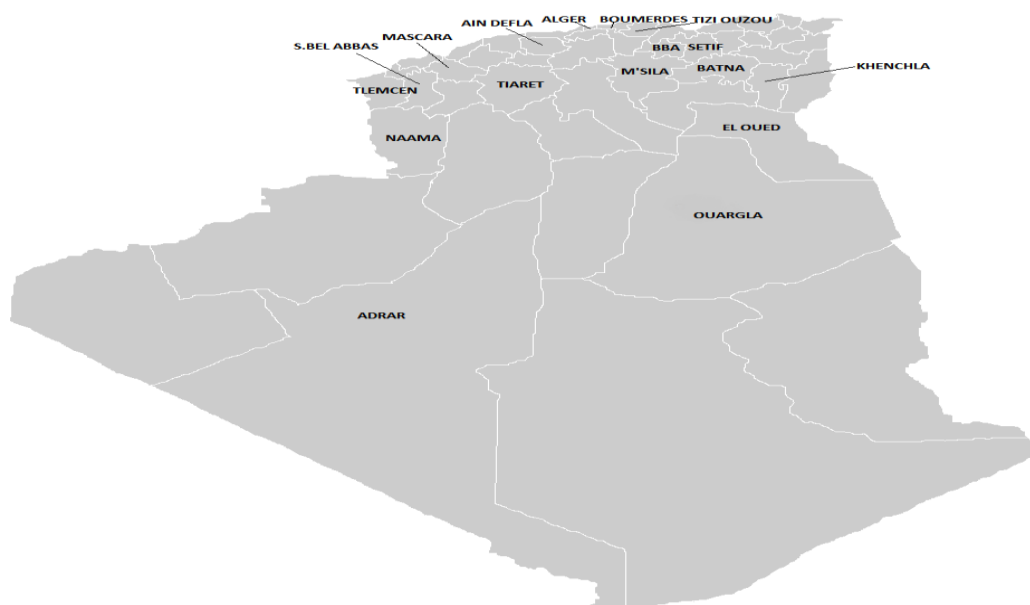 ALGER
BOUMERDES
TIZI OUZOU
AIN DEFLA
MASCARA
S.BEL ABBAS
BBA
SETIF
KHENCHLA
M'SILA
BATNA
TIARET
TLEMCEN
EL OUED
NAAMA
OUARGLA
ADRAR